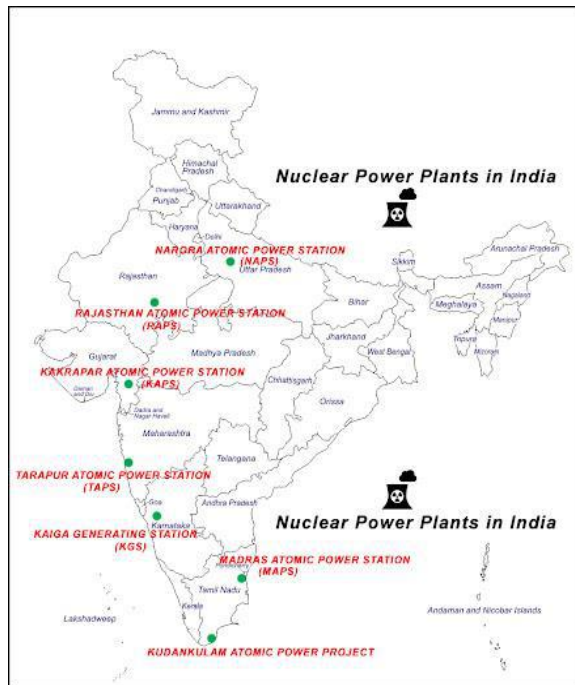 Jammu and Kashmir
Himachal
Pradesh
Nuclear Power Plants in India
Chandigarh
Punjab
Uttarakhand
Haryana
Delhi
Arunachal Pradesh
NARORA ATOMIC POWER STATION
(NAPS)
Uttar Pradesh
Sikkim
Rajasthan
Assam
Nagaland
Bihar
Meghalaya
RAJASTHAN ATOMIC POWER STATION
(RAPS)
Manipur
Jharkhand
Tripura
West Bengal
Mizoram
Gujarat
Madhya Pradesh
KAKRAPAR ATOMIC POWER STATION
(KAPS)
Chhattisgarh
Daman
and Diu
Orissa
Dadra and
Nagar Haveli
Maharashtra
Telangana
TARAPUR ATOMIC POWER STATION
(TAPS)
Goa
Andhra Pradesh
Karnataka
Nuclear Power Plants in India
KAIGA GENERATING STATION
(KGS)
MADRAS ATOMIC POWER STATION
(MAPS)
Tamil Nadu
Kerala
Lakshadweep
Andaman and Nicobar Islands
KUDANKULAM ATOMIC POWER PROJECT